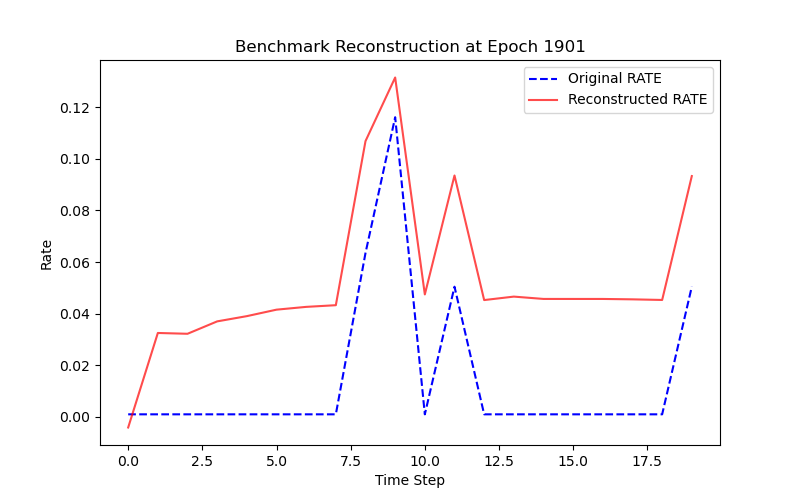 Benchmark Reconstruction at Epoch 1901
Original RATE
Reconstructed RATE
0.12
0.10
0.08
0.06
0.04
0.02
0.00
Rate
0.0 2.5 5.0 7.5 10.0 12.5 15.0 17.5
Time Step